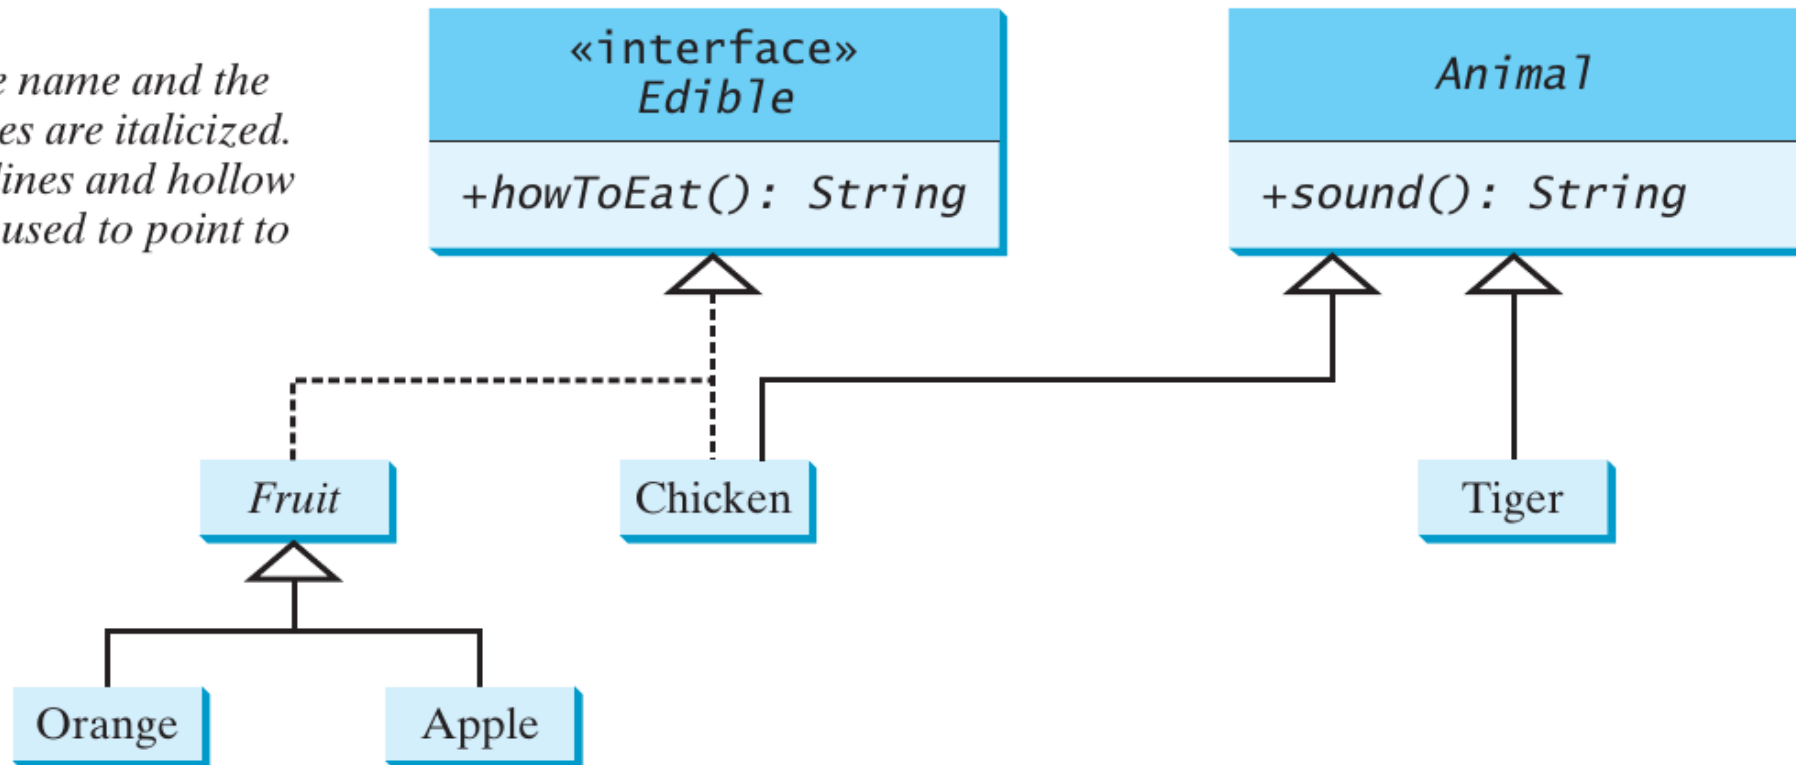 name and the
are italicized.
lines and hollow
used to point to
«interface»
Edible
+howToEat(): String
Animal
+sound(): String
Fruit
Chicken
Tiger
Orange
Apple